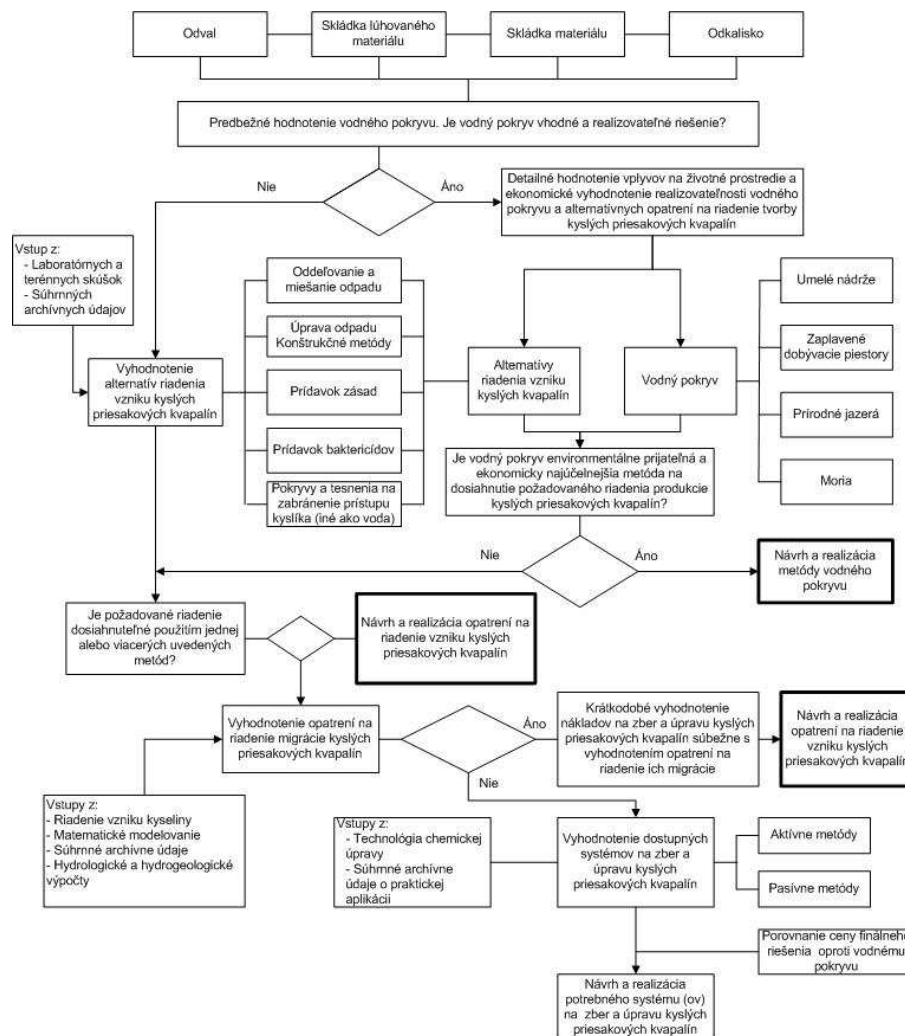 Odval
Skládka lúhovaného
materiálu
Skládka materiálu
Odkalisko
Predbežné hodnotenie vodného pokryvu. Je vodný pokryv vhodné a realizovateľné riešenie?
Nie
Áno
Detailné hodnotenie vplyvov na životné prostredie a
ekonomické vyhodnotenie realizovateľnosti vodného
pokryvu a alternatívnych opatrení na riadenie tvorby
kyslých priesakových kvapalín
Vstup z:
- Laboratórnych a
terénnych skúšok
- Súhrnných
archívnych údajov
Vyhodnotenie
alternatív riadenia
vzniku kyslých
priesakových kvapalín
Oddeľovanie a
miešanie odpadu
Úprava odpadu
Konštrukčné metódy
Prídavok zásad
Prídavok baktericídov
Pokryvy a tesnenia na
zabránenie prístupu
kyslíka (iné ako voda)
Alternatívy
riadenia vzniku
kyslých kvapalín
Vodný pokryv
Umelé nádrže
Zaplavené
dobývacie piestory
Prírodné jazerá
Moria
Je vodný pokryv environmentálne prijateľná a
ekonomicky najúčelnejšia metóda na
dosiahnutie požadovaného riadenia produkcie
kyslých priesakových kvapalín?
Nie
Áno
Návrh a realizácia
metódy vodného
pokryvu
Je požadované riadenie
dosiahnuteľné použitím jednej
alebo viacerých uvedených
metód?
Návrh a realizácia opatrení na
riadenie vzniku kyslých
priesakových kvapalín
Vyhodnotenie opatrení na
riadenie migrácie kyslých
priesakových kvapalín
Áno
Nie
Krátkodobé vyhodnotenie
nákladov na zber a úpravu kyslých
priesakových kvapalín súbežne s
vyhodnotením opatrení na
riadenie ich migrácie
Návrh a realizácia
opatrení na riadenie
vzniku kyslých
priesakových kvapalín
Vstupy z:
- Riadenie vzniku kyseliny
- Matematické modelovanie
- Súhrnné archívne údaje
- Hydrologické a hydrogeologické
výpočty
Vstupy z:
- Technológia chemickej
úpravy
- Súhrnné archívne
údaje o praktickej
aplikácii
Vyhodnotenie dostupných
systémov na zber a
úpravu kyslých
priesakových kvapalín
Aktívne metódy
Pasívne metódy
Porovnanie ceny finálneho
riešenia oproti vodnému
pokryvu
Návrh a realizácia
potrebného systému (ov)
na zber a úpravu kyslých
priesakových kvapalín